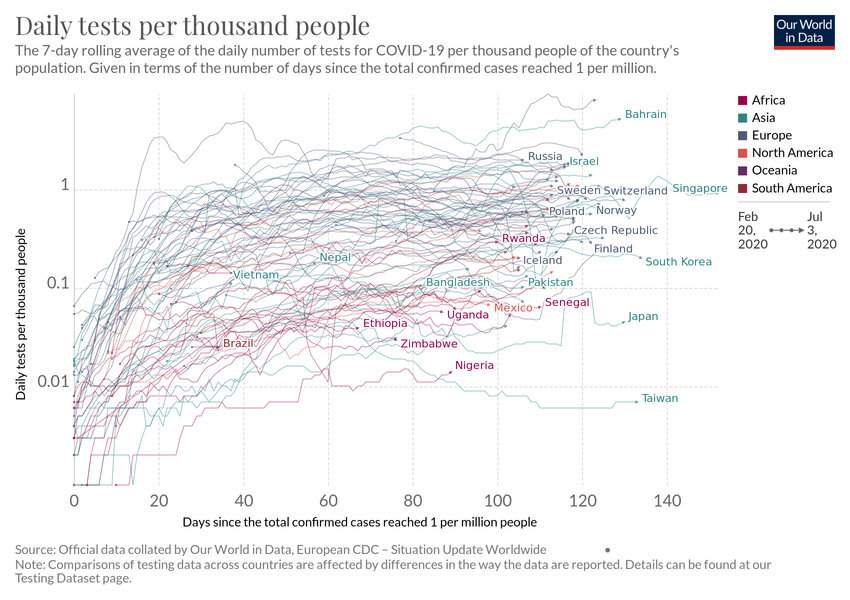 Daily tests per thousand people
The 7-day rolling average of the daily number of tests for COVID-19 per thousand people of the country's
population. Given in terms of the number of days since the total confirmed cases reached 1 per million.
Our World
in Data
Africa
Asia
Europe
North America
Oceania
South America
Feb
20,
2020
Jul
3,
2020
Daily tests per thousand people
1
0.1
0.01
Bahrain
Russia
Israel
Sweden
Switzerland
Singapore
Poland
Norway
Czech Republic
Rwanda
Finland
Nepal
Iceland
South Korea
Vietnam
Bangladesh
Pakistan
Senegal
Mexico
Uganda
Japan
Ethiopia
Brazil
Zimbabwe
Nigeria
Taiwan
0
20
40
60
80
100
120
140
Days since the total confirmed cases reached 1 per million people
Source: Official data collated by Our World in Data, European CDC – Situation Update Worldwide
Note: Comparisons of testing data across countries are affected by differences in the way the data are reported. Details can be found at our
Testing Dataset page.